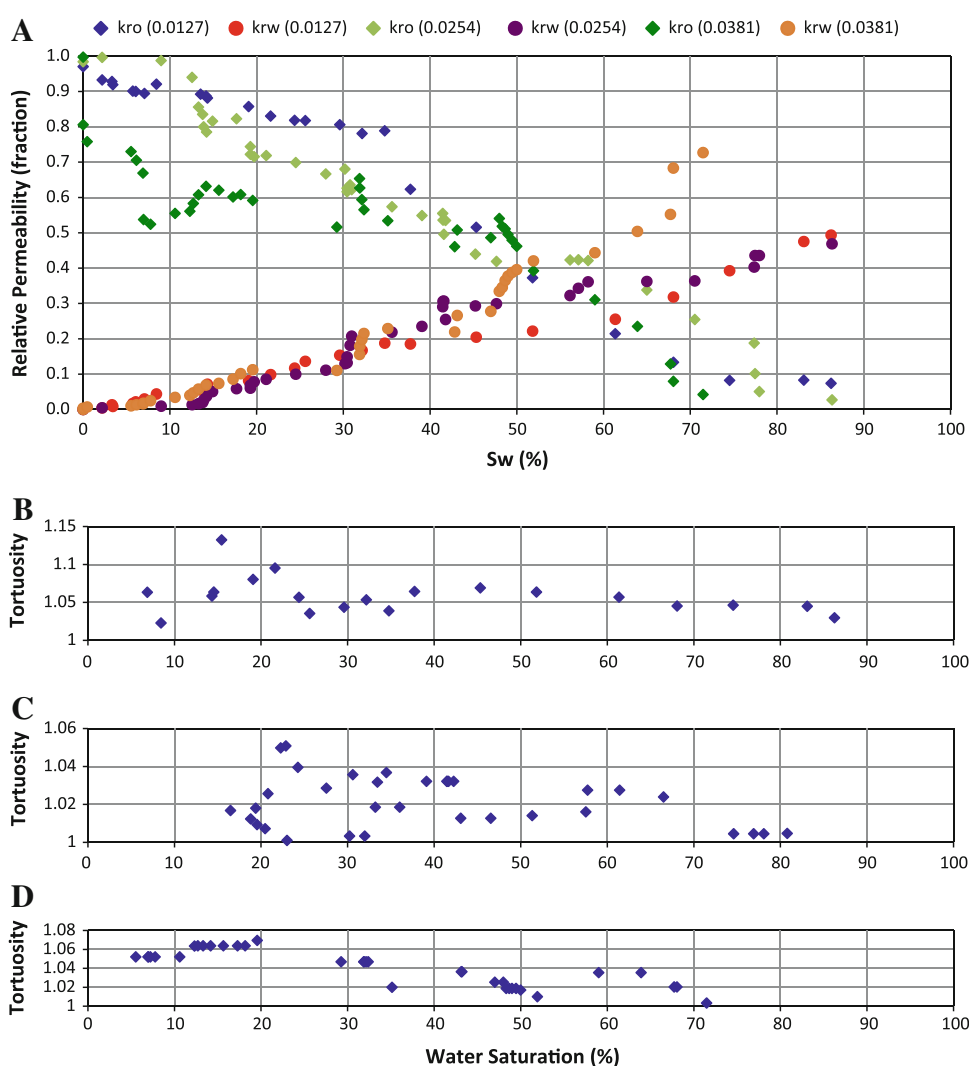 A
kro (0.0127) krw (0.0127) kro (0.0254) krw (0.0254) kro (0.0381) krw (0.0381)
Relative Permeability (fraction)
1.0
0.9
0.8
0.7
0.6
0.5
0.4
0.3
0.2
0.1
0.0
0 10 20 30 40 50 60 70 80 90 100
Sw (%)
B
Tortuosity
1.15
1.1
1.05
1
0 10 20 30 40 50 60 70 80 90 100
C
Tortuosity
1.06
1.04
1.02
1
0 10 20 30 40 50 60 70 80 90 100
D
Tortuosity
1.08
1.06
1.04
1.02
1
0 10 20 30 40 50 60 70 80 90 100
Water Saturation (%)